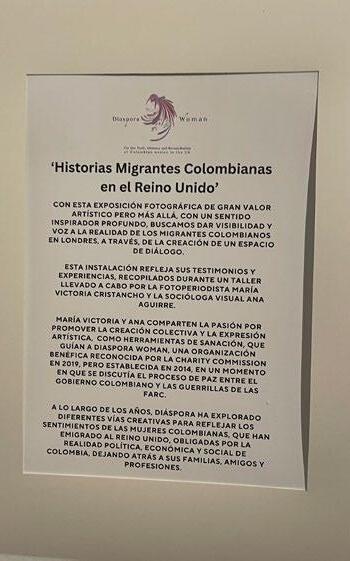 Diaspora Woman
For the Truth, Memory and Reconciliation
of Colombian women in the UK
‘Historias Migrantes Colombianas
en el Reino Unido’
CON ESTA EXPOSICIÓN FOTOGRÁFICA DE GRAN VALOR
ARTÍSTICO PERO MÁS ALLÁ, CON UN SENTIDO
INSPIRADOR PROFUNDO, BUSCAMOS DAR VISIBILIDAD Y
VOZ A LA REALIDAD DE LOS MIGRANTES COLOMBIANOS
EN LONDRES, A TRAVÉS, DE LA CREACIÓN DE UN ESPACIO
DE DIÁLOGO.
ESTA INSTALACIÓN REFLEJA SUS TESTIMONIOS Y
EXPERIENCIAS, RECOPILADOS DURANTE UN TALLER
LLEVADO A CABO POR LA FOTOPERIODISTA MARÍA
VICTORIA CRISTANCHO Y LA SOCIÓLOGA VISUAL ANA
AGUIRRE.
MARÍA VICTORIA Y ANA COMPARTEN LA PASIÓN POR
PROMOVER LA CREACIÓN COLECTIVA Y LA EXPRESIÓN
ARTÍSTICA, COMO HERRAMIENTAS DE SANACIÓN, QUE
GUÍAN A DIASPORA WOMAN, UNA ORGANIZACIÓN
BENÉFICA RECONOCIDA POR LA CHARITY COMMISSION
EN 2019, PERO ESTABLECIDA EN 2014, EN UN MOMENTO
EN QUE SE DISCUTÍA EL PROCESO DE PAZ ENTRE EL
GOBIERNO COLOMBIANO Y LAS GUERRILLAS DE LAS
FARC.
A LO LARGO DE LOS AÑOS, DIÁSPORA HA EXPLORADO
DIFERENTES VÍAS CREATIVAS PARA REFLEJAR LOS
SENTIMIENTOS DE LAS MUJERES COLOMBIANAS, QUE HAN
EMIGRADO AL REINO UNIDO, OBLIGADAS POR LA
REALIDAD POLÍTICA, ECONÓMICA Y SOCIAL DE
COLOMBIA, DEJANDO ATRÁS A SUS FAMILIAS, AMIGOS Y
PROFESIONES.